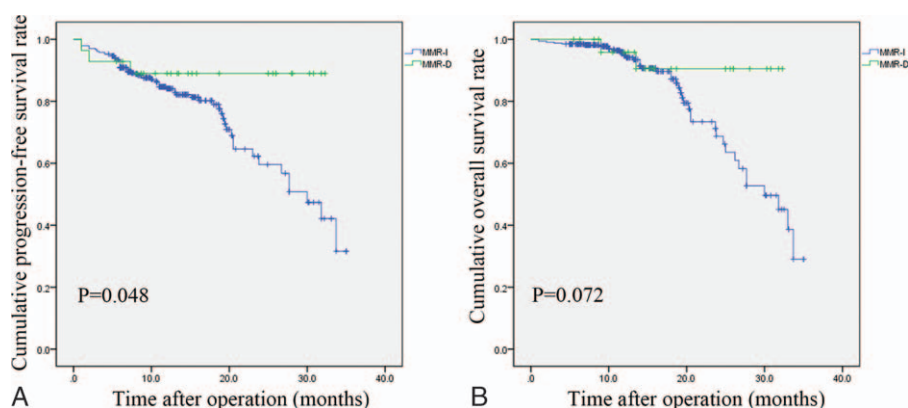 Cumulative progression-free survival rate
1.0
0.8
0.6
0.4
0.2
0.0
P=0.048
MMR-I
MMR-D
.0 10.0 20.0 30.0 40.0
Time after operation (months)
A
Cumulative overall survival rate
1.0
0.8
0.6
0.4
0.2
0.0
P=0.072
MMR-I
MMR-D
.0 10.0 20.0 30.0 40.0
Time after operation (months)
B